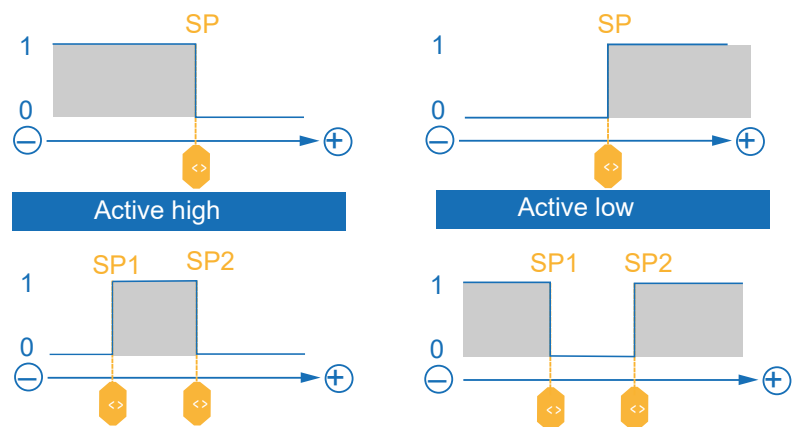 SP
1
0
− +
<>
SP
1
0
− +
<>
Active high
Active low
SP1 SP2
1
0
− +
<> <>
SP1 SP2
1
0
− +
<> <>